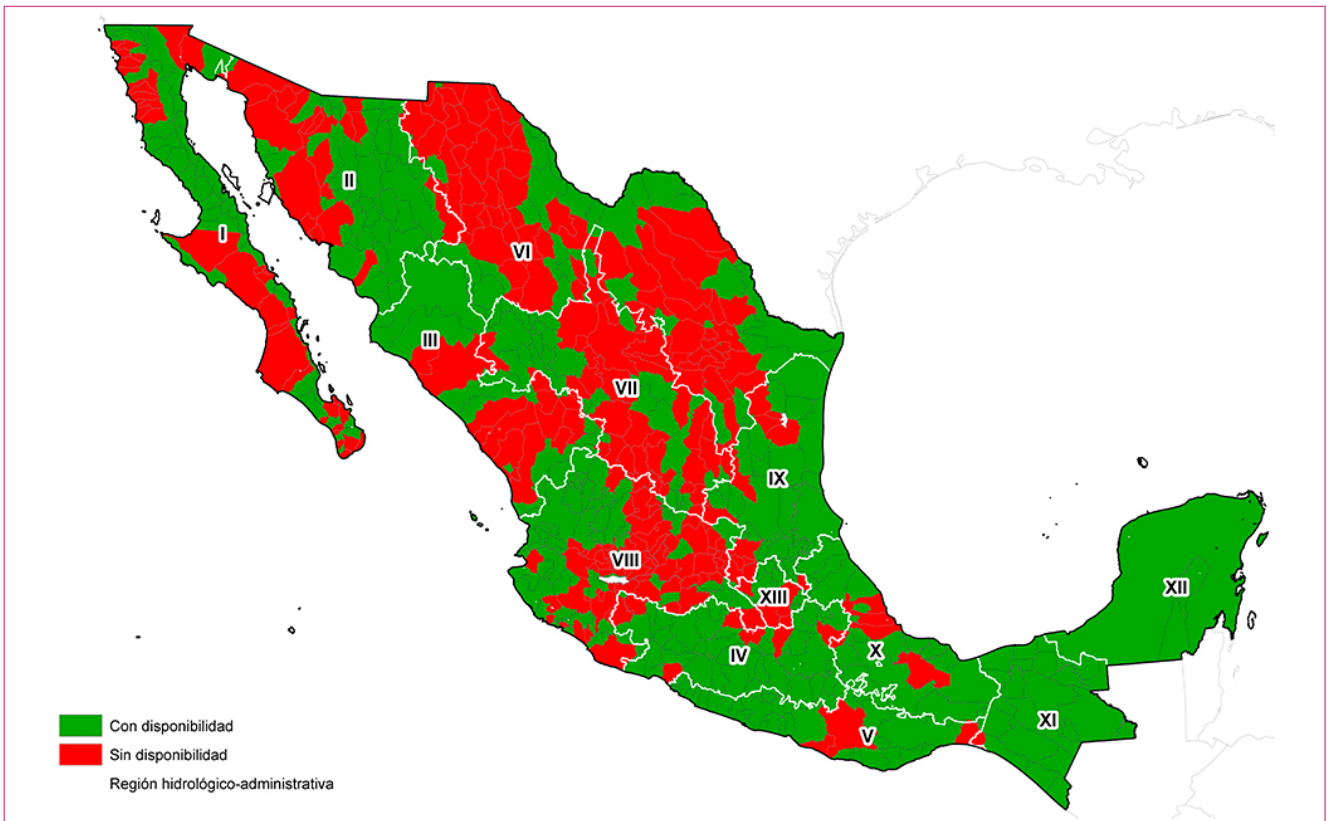 I
II
III
VI
VII
VIII
IX
XIII
IV
X
V
XI
XII
Con disponibilidad
Sin disponibilidad
Región hidrológico-administrativa